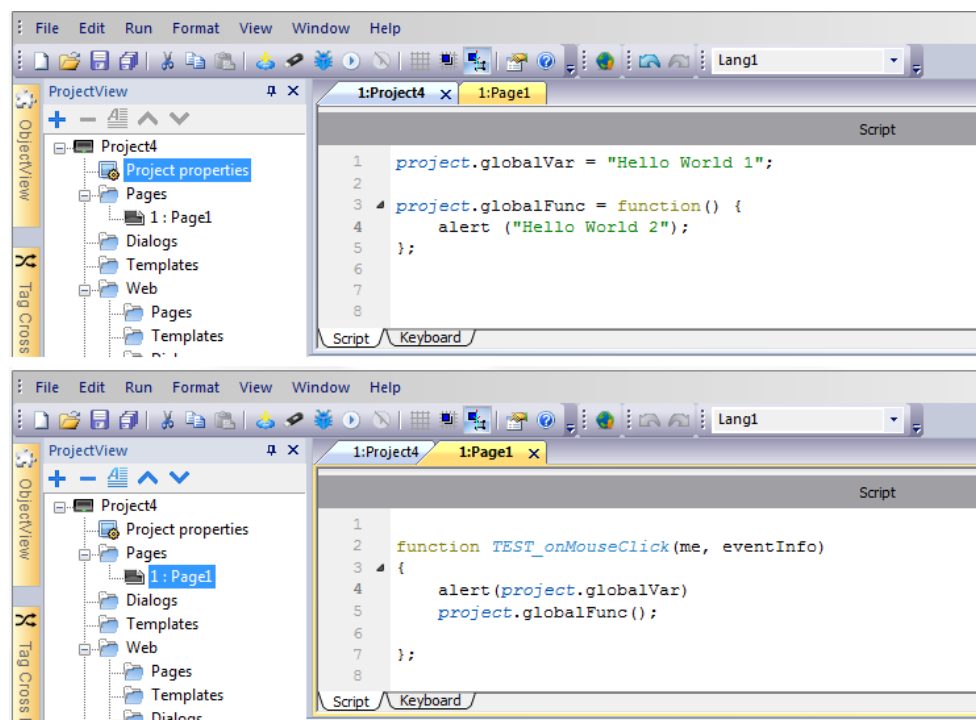 File Edit Run Format View Window Help
Lang1
ProjectView
1:Project4 1:Page1
ObjectView
Tag Cross
Project4
Project properties
Pages
1 : Page1
Dialogs
Templates
Web
Pages
Templates
Script
1 project.globalVar = "Hello World 1";
2
3 project.globalFunc = function() {
4 alert ("Hello World 2");
5 };
6
7
8
Script Keyboard
File Edit Run Format View Window Help
Lang1
ProjectView
1:Project4 1:Page1
ObjectView
Tag Cross
Project4
Project properties
Pages
1 : Page1
Dialogs
Templates
Web
Pages
Templates
Dialogs
Script
1
2 function TEST_onMouseClick(me, eventInfo)
3 {
4 alert(project.globalVar)
5 project.globalFunc();
6
7 };
8
Script Keyboard